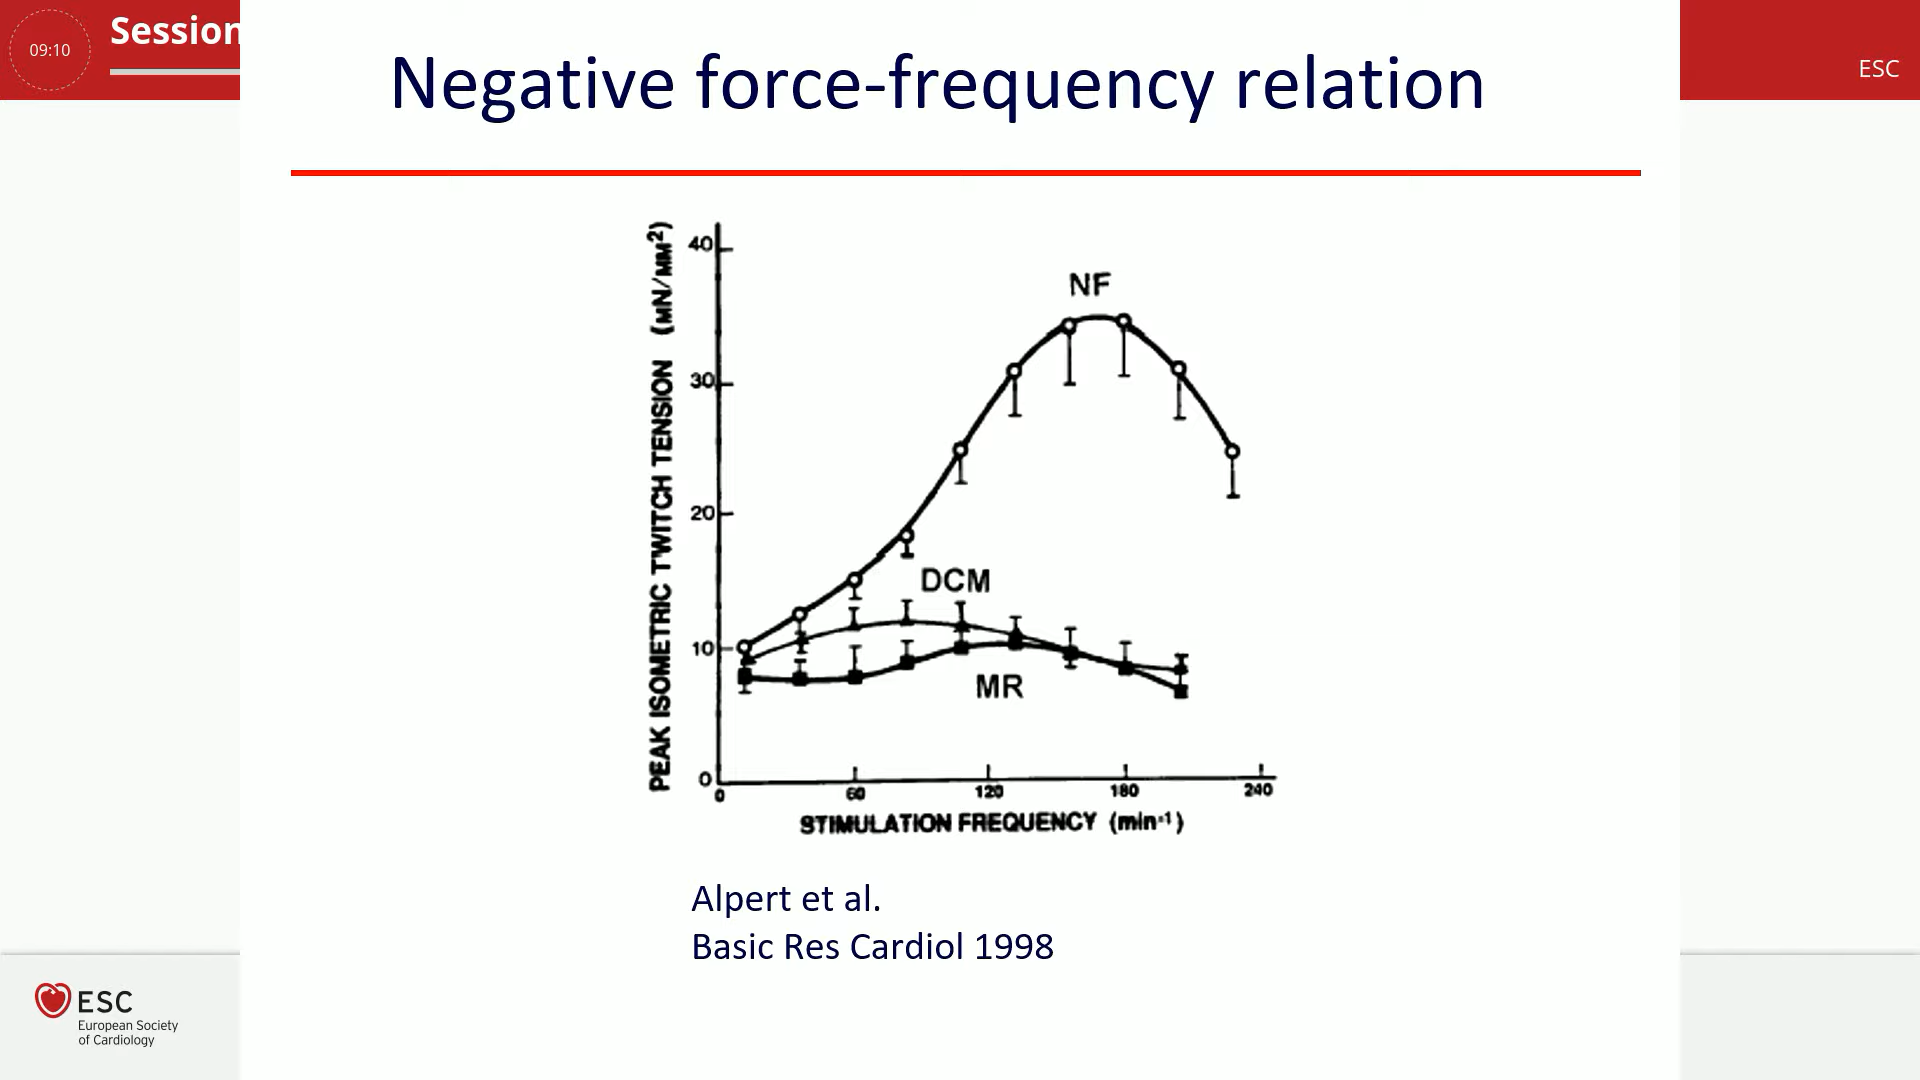 09:10
Session
ESC
Negative force-frequency relation
PEAK ISOMETRIC TWITCH TENSION (MN/MM²)
40
30
20
10
0
NF
DCM
MR
0
60
120
180
240
STIMULATION FREQUENCY (min⁻¹)
Alpert et al.
Basic Res Cardiol 1998
ESC
European Society
of Cardiology